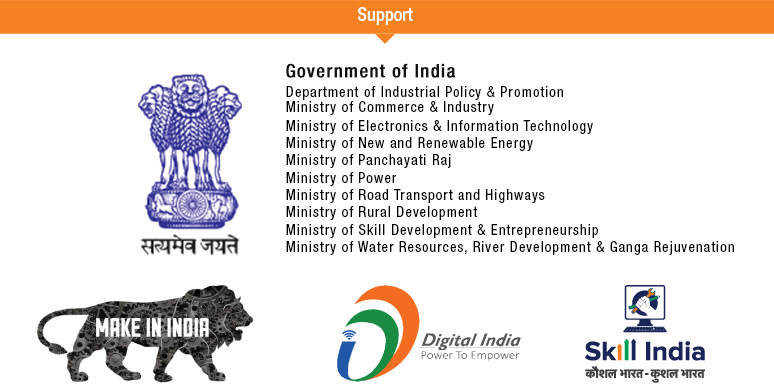 Support
Government of India
Department of Industrial Policy & Promotion
Ministry of Commerce & Industry
Ministry of Electronics & Information Technology
Ministry of New and Renewable Energy
Ministry of Panchayati Raj
Ministry of Power
Ministry of Road Transport and Highways
Ministry of Rural Development
Ministry of Skill Development & Entrepreneurship
Ministry of Water Resources, River Development & Ganga Rejuvenation
सत्यमेव जयते
MAKE IN INDIA
Digital India
Power To Empower
Skill India
कौशल भारत - कुशल भारत